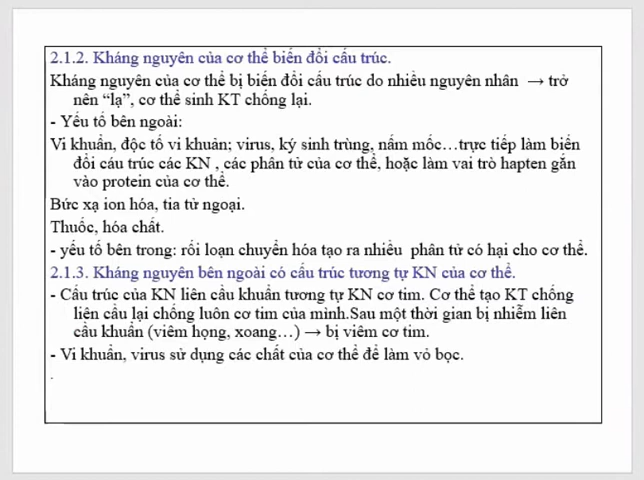 2.1.2. Kháng nguyên của cơ thể biến đổi cấu trúc.
Kháng nguyên của cơ thể bị biến đổi cấu trúc do nhiều nguyên nhân → trở
nên “lạ”, cơ thể sinh KT chống lại.
- Yếu tố bên ngoài:
Vi khuẩn, độc tố vi khuản; virus, ký sinh trùng, nấm mốc…trực tiếp làm biến
đổi cáu trúc các KN , các phân tử của cơ thể, hoặc làm vai trò hapten gắn
vào protein của cơ thể.
Bức xạ ion hóa, tia tử ngoại.
Thuốc, hóa chất.
- yếu tố bên trong: rối loạn chuyển hóa tạo ra nhiều phân tử có hại cho cơ thể.
2.1.3. Kháng nguyên bên ngoài có cấu trúc tương tự KN của cơ thể.
- Cấu trúc của KN liên cầu khuẩn tương tự KN cơ tim. Cơ thể tạo KT chống
liên cầu lại chống luôn cơ tim của mình.Sau một thời gian bị nhiễm liên
cầu khuẩn (viêm họng, xoang…) → bị viêm cơ tim.
- Vi khuẩn, virus sử dụng các chất của cơ thể để làm vỏ bọc.
.